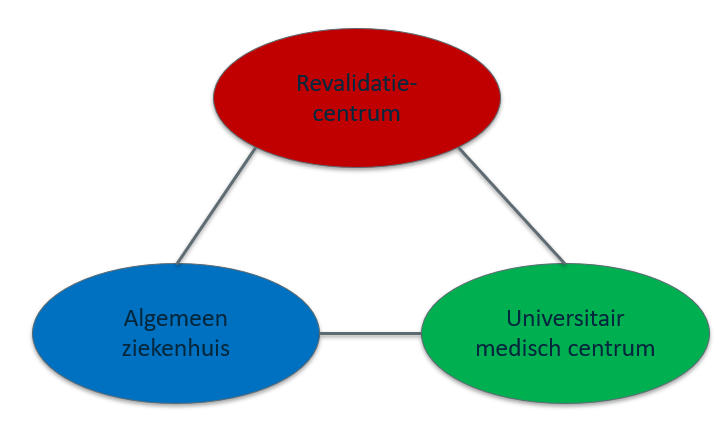 Revalidatie-
centrum
Algemeen
ziekenhuis
Universitair
medisch centrum